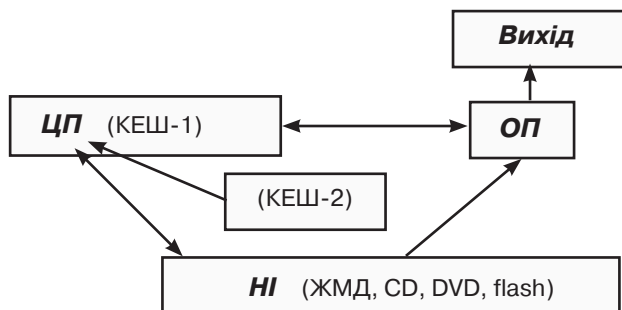 Вихід
ЦП (КЕШ-1)
ОП
(КЕШ-2)
НІ (ЖМД, CD, DVD, flash)